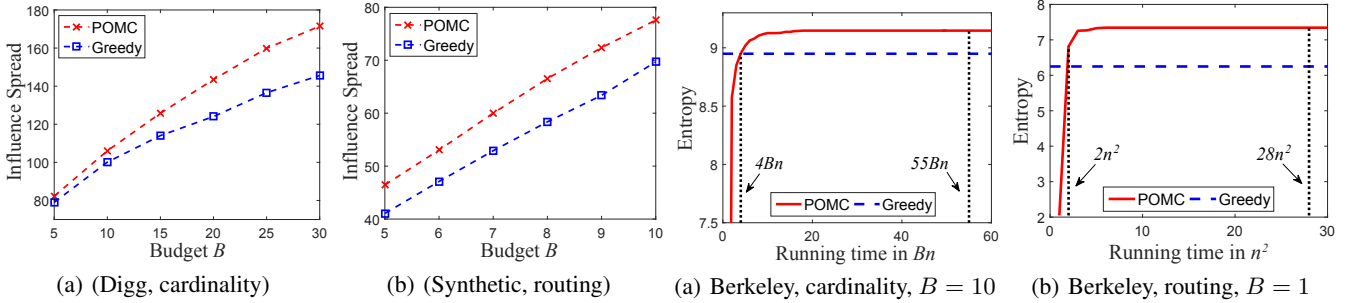 180
160
140
120
100
80
Influence Spread
POMC
Greedy
5 10 15 20 25 30
Budget B
(a) (Digg, cardinality)
80
70
60
50
40
Influence Spread
POMC
Greedy
5 6 7 8 9 10
Budget B
(b) (Synthetic, routing)
9
8.5
8
7.5
Entropy
4Bn
55Bn
POMC Greedy
0 20 40 60
Running time in Bn
(a) Berkeley, cardinality, B = 10
8
7
6
5
4
3
2
Entropy
2n²
28n²
POMC Greedy
0 10 20 30
Running time in n²
(b) Berkeley, routing, B = 1